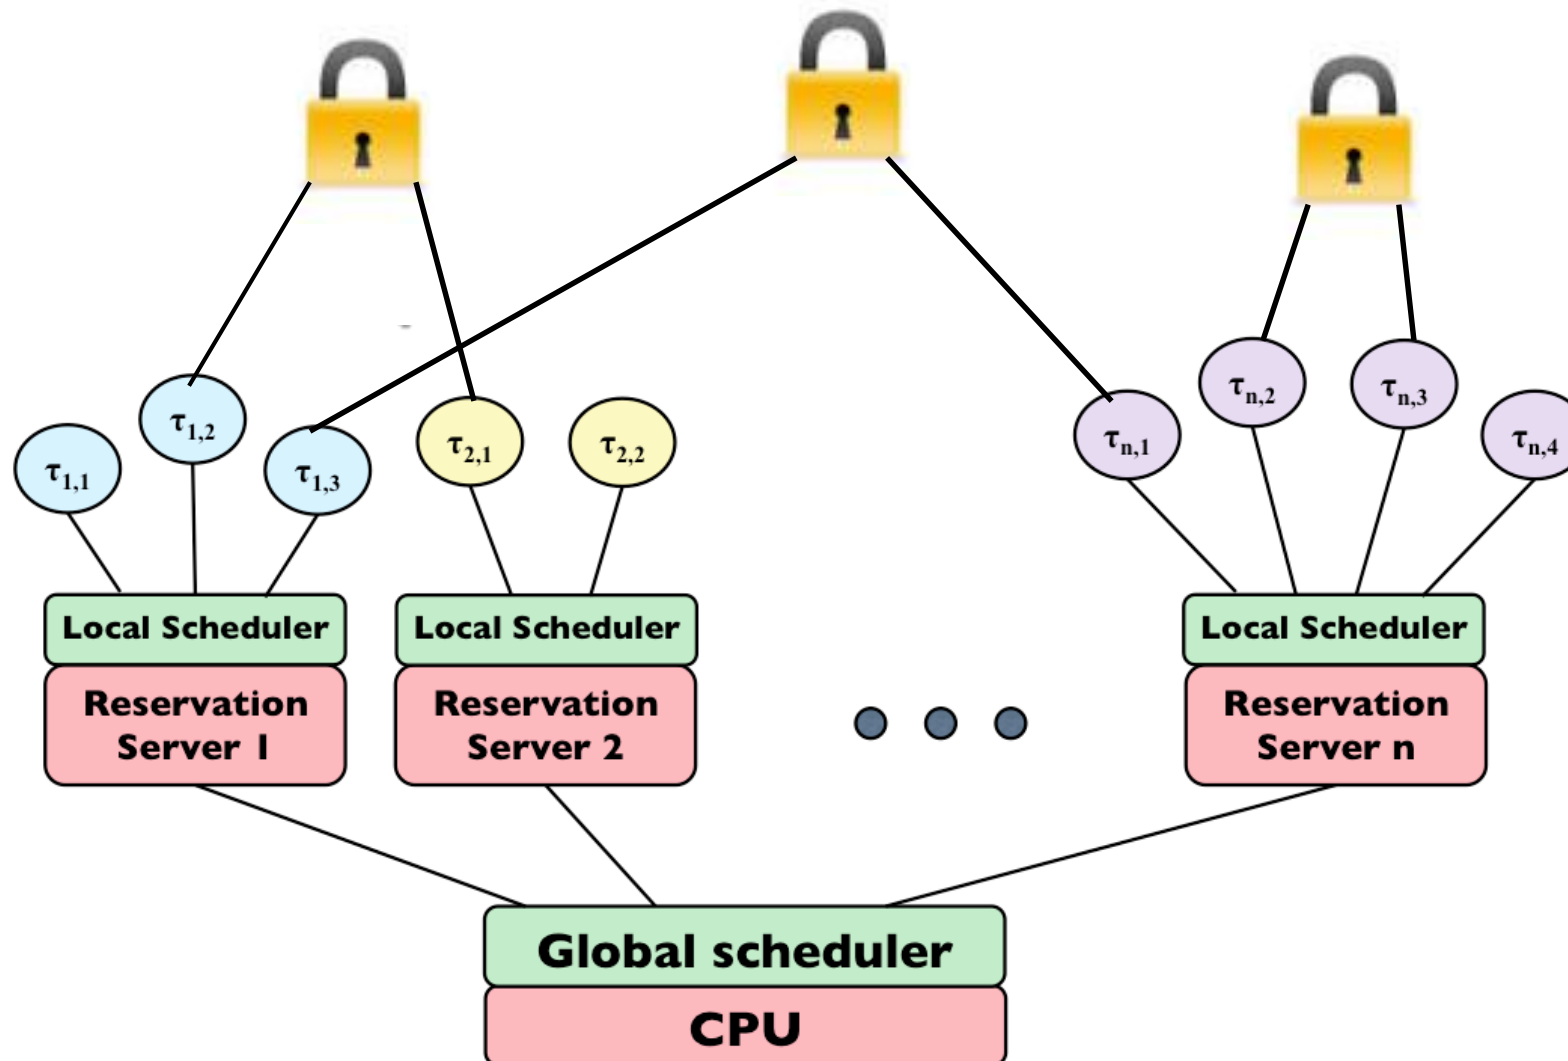 τ1,1
τ1,2
τ1,3
τ2,1
τ2,2
τn,1
τn,2
τn,3
τn,4
Local Scheduler
Local Scheduler
Local Scheduler
Reservation
Server 1
Reservation
Server 2
Reservation
Server n
Global scheduler
CPU